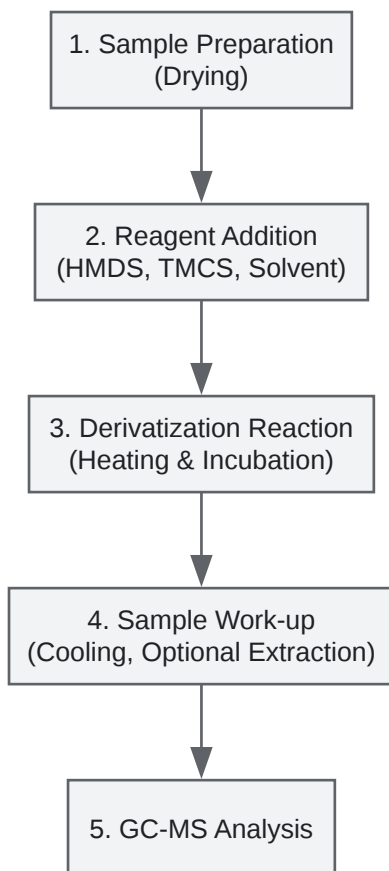 1. Sample Preparation
(Drying)
2. Reagent Addition
(HMDS, TMCS, Solvent)
3. Derivatization Reaction
(Heating & Incubation)
4. Sample Work-up
(Cooling, Optional Extraction)
5. GC-MS Analysis